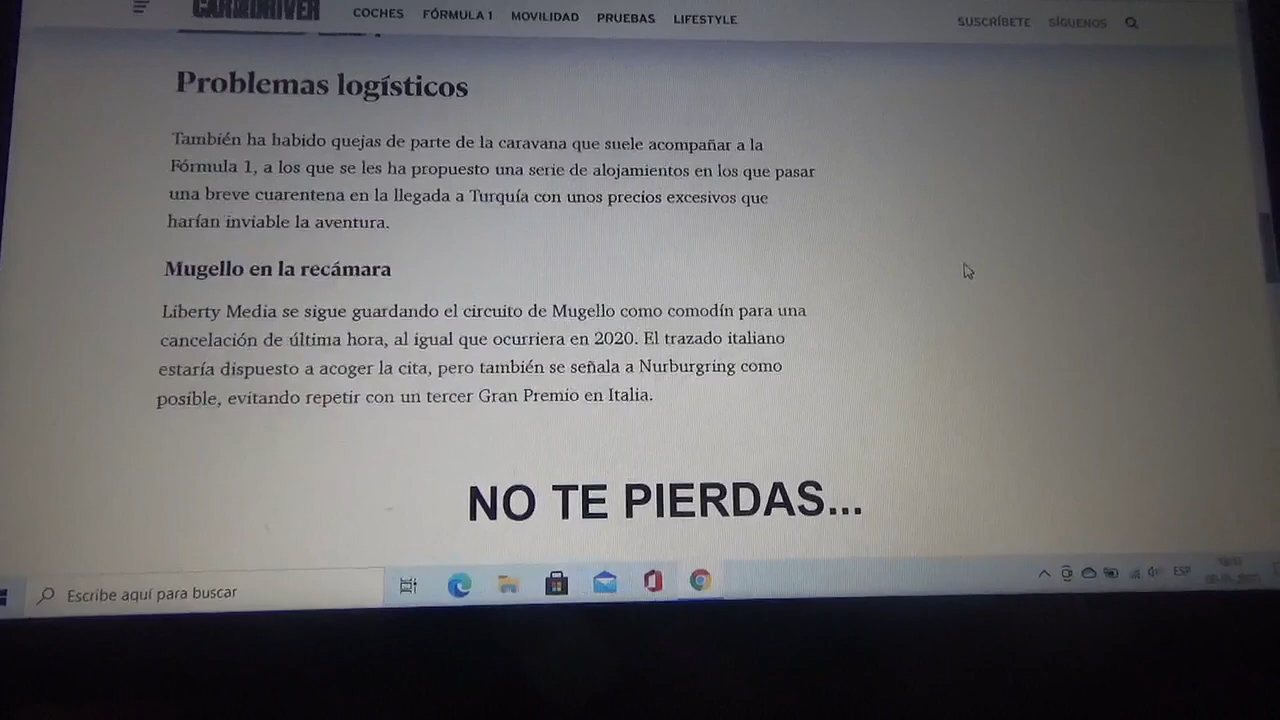 CAR AND DRIVER
COCHES FÓRMULA 1 MOVILIDAD PRUEBAS LIFESTYLE
SUSCRÍBETE SÍGUENOS
Problemas logísticos
También ha habido quejas de parte de la caravana que suele acompañar a la
Fórmula 1, a los que se les ha propuesto una serie de alojamientos en los que pasar
una breve cuarentena en la llegada a Turquía con unos precios excesivos que
harían inviable la aventura.
Mugello en la recámara
Liberty Media se sigue guardando el circuito de Mugello como comodín para una
cancelación de última hora, al igual que ocurriera en 2020. El trazado italiano
estaría dispuesto a acoger la cita, pero también se señala a Nurburgring como
posible, evitando repetir con un tercer Gran Premio en Italia.
NO TE PIERDAS...
Escribe aquí para buscar
ESP